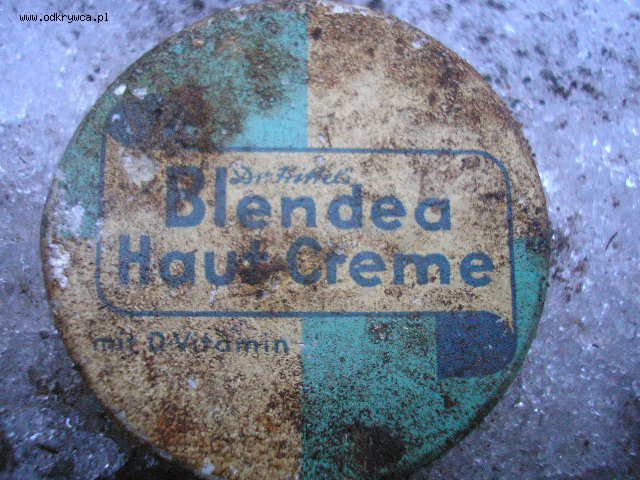 www.odkrywca.pl
Blendea
Haut-Creme
mit D-Vitamin